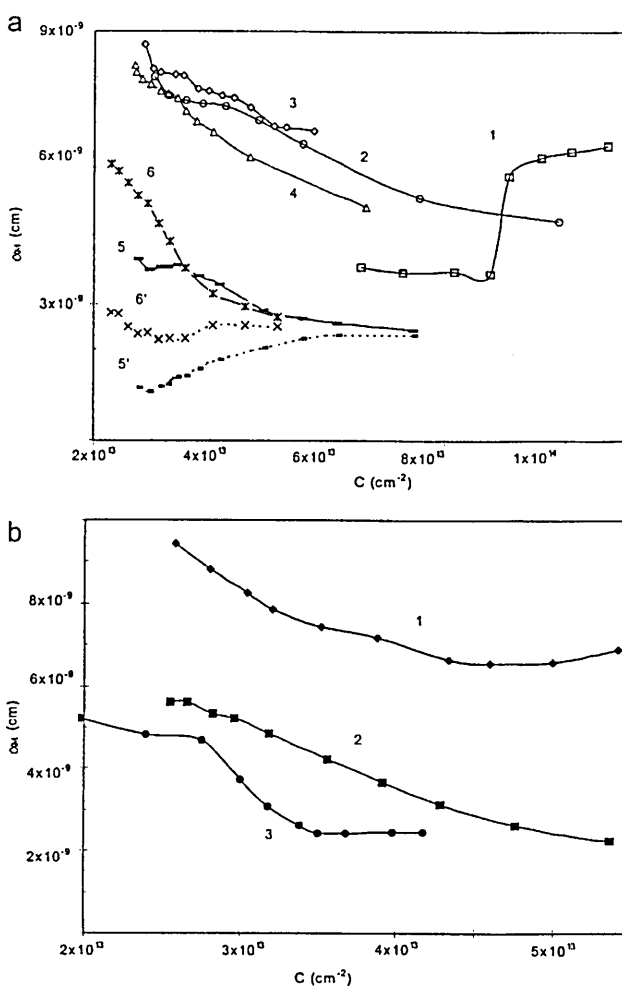 a
9x10⁻⁹
6x10⁻⁹
3x10⁻⁹
(cm)
3
1
2
4
6
5
6'
5'
2x10¹³
4x10¹³
6x10¹³
8x10¹³
1x10¹⁴
C (cm⁻²)
b
8x10⁻⁹
6x10⁻⁹
4x10⁻⁹
2x10⁻⁹
(cm)
1
2
3
2x10¹³
3x10¹³
4x10¹³
5x10¹³
C (cm⁻²)